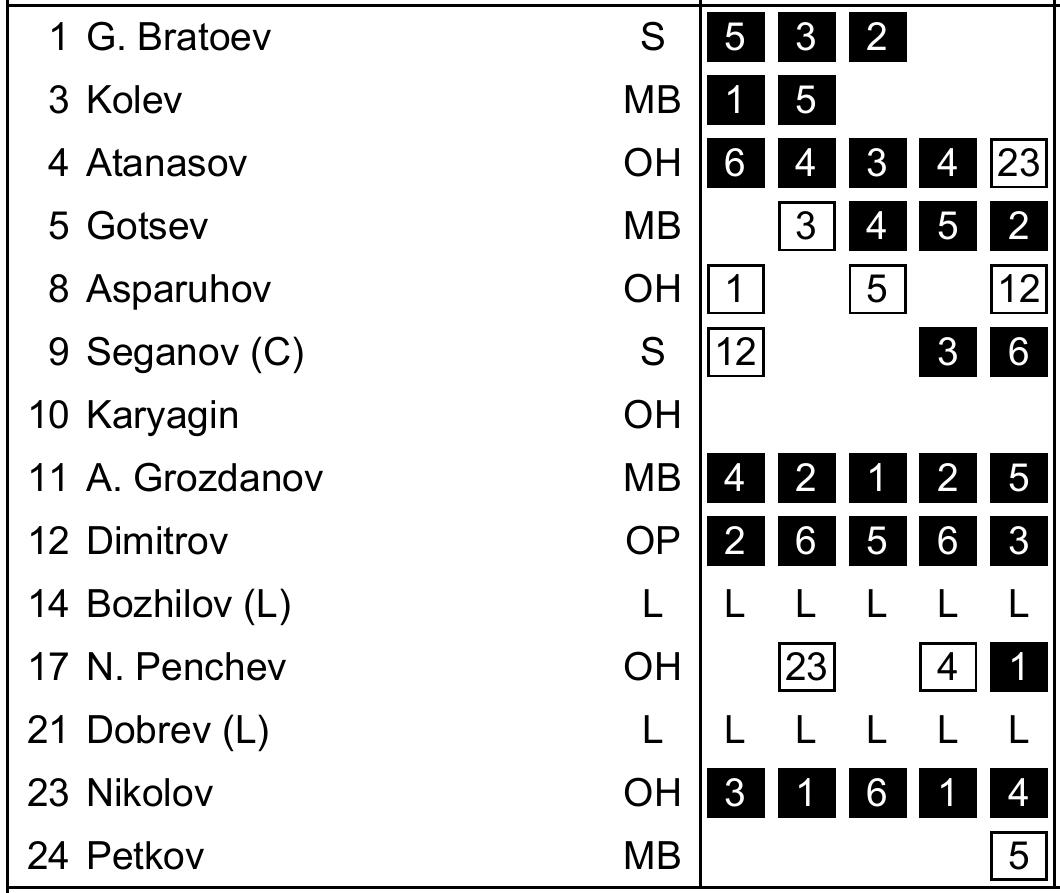 1 G. Bratoev S 5 3 2
3 Kolev MB 1 5
4 Atanasov OH 6 4 3 4 23
5 Gotsev MB 3 4 5 2
8 Asparuhov OH 1 5 12
9 Seganov (C) S 12 3 6
10 Karyagin OH
11 A. Grozdanov MB 4 2 1 2 5
12 Dimitrov OP 2 6 5 6 3
14 Bozhilov (L) L L L L L L
17 N. Penchev OH 23 4 1
21 Dobrev (L) L L L L L L
23 Nikolov OH 3 1 6 1 4
24 Petkov MB 5